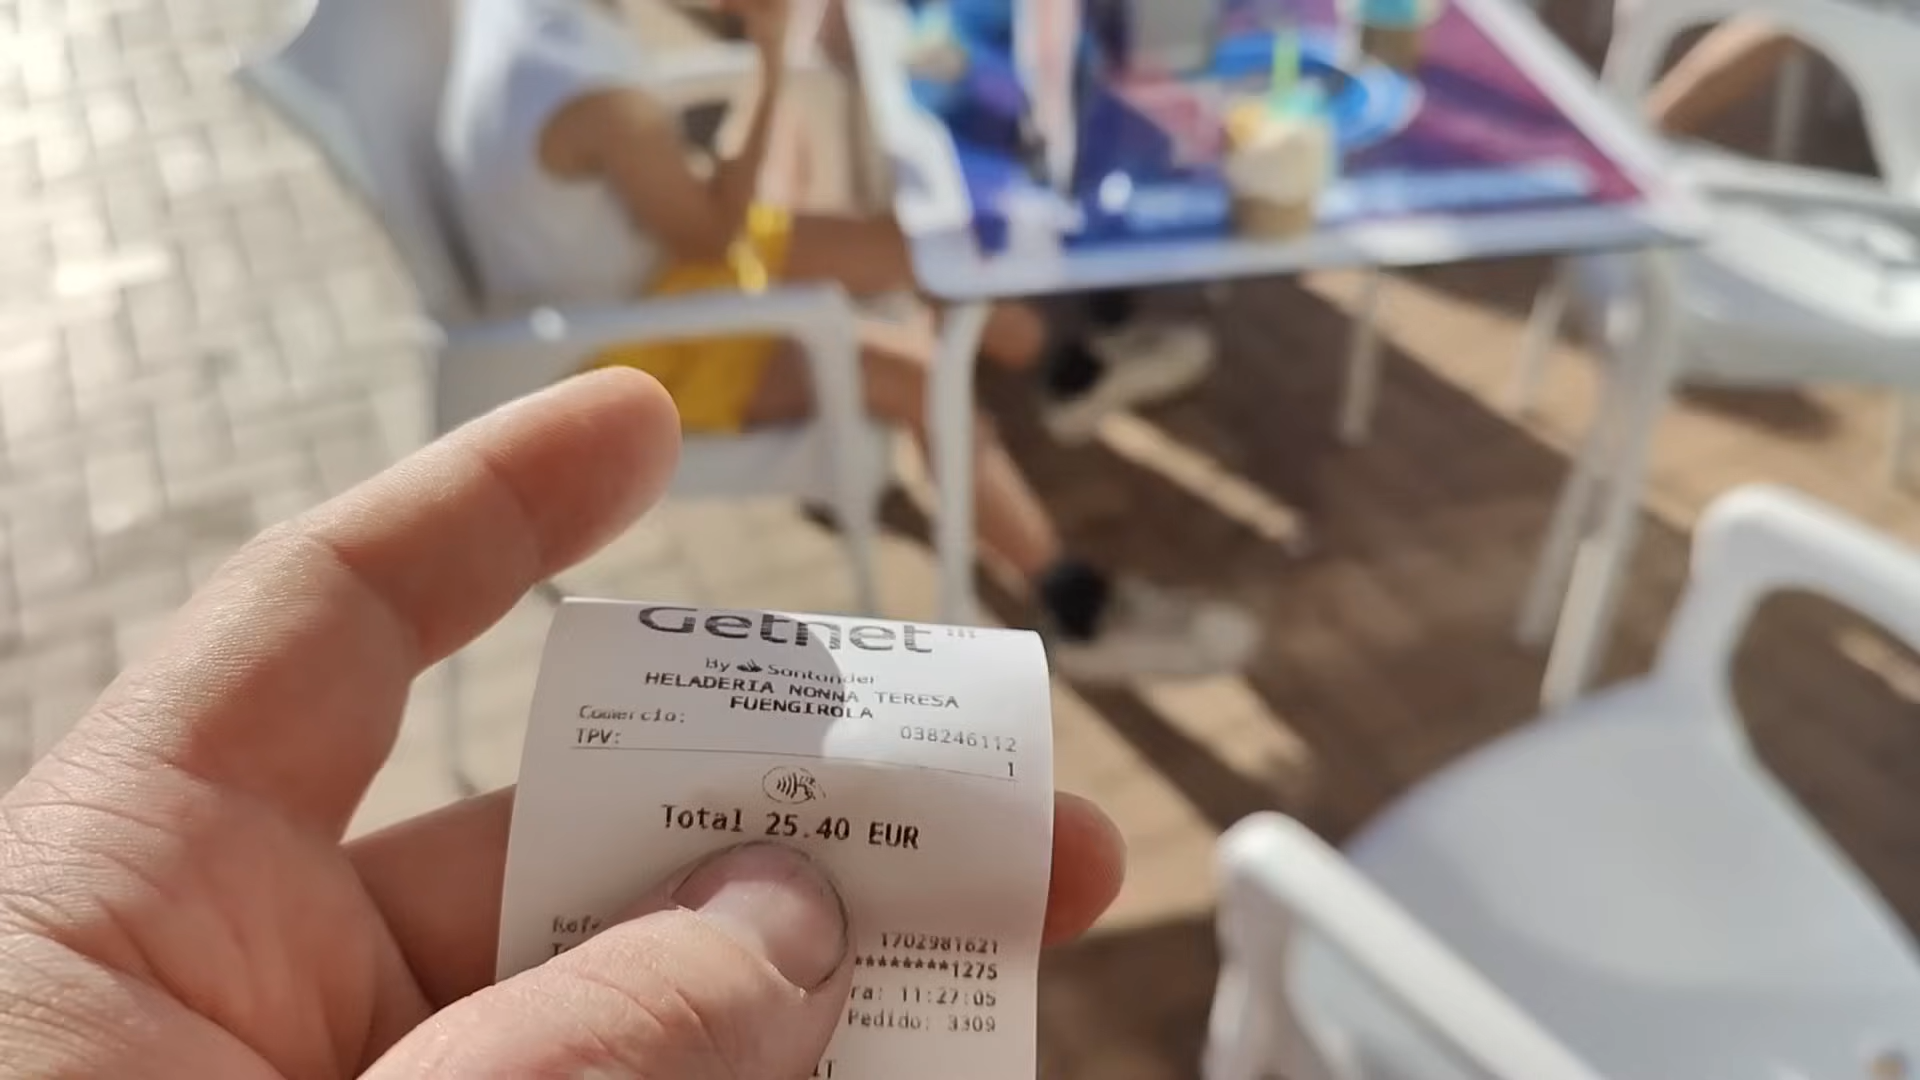 Getnet
By Santander
HELADERIA NONNA TERESA
FUENGIROLA
Comercio: 038246112
TPV: 1
Total 25.40 EUR
1702981621
********1275
ra: 11:27:05
Pedido: 3309